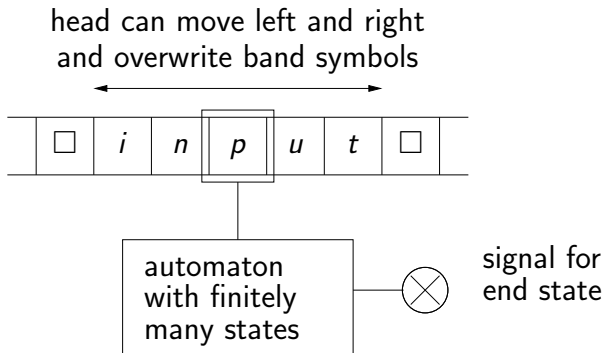 head can move left and right
and overwrite band symbols
□ i n p u t □
automaton
with finitely
many states
signal for
end state